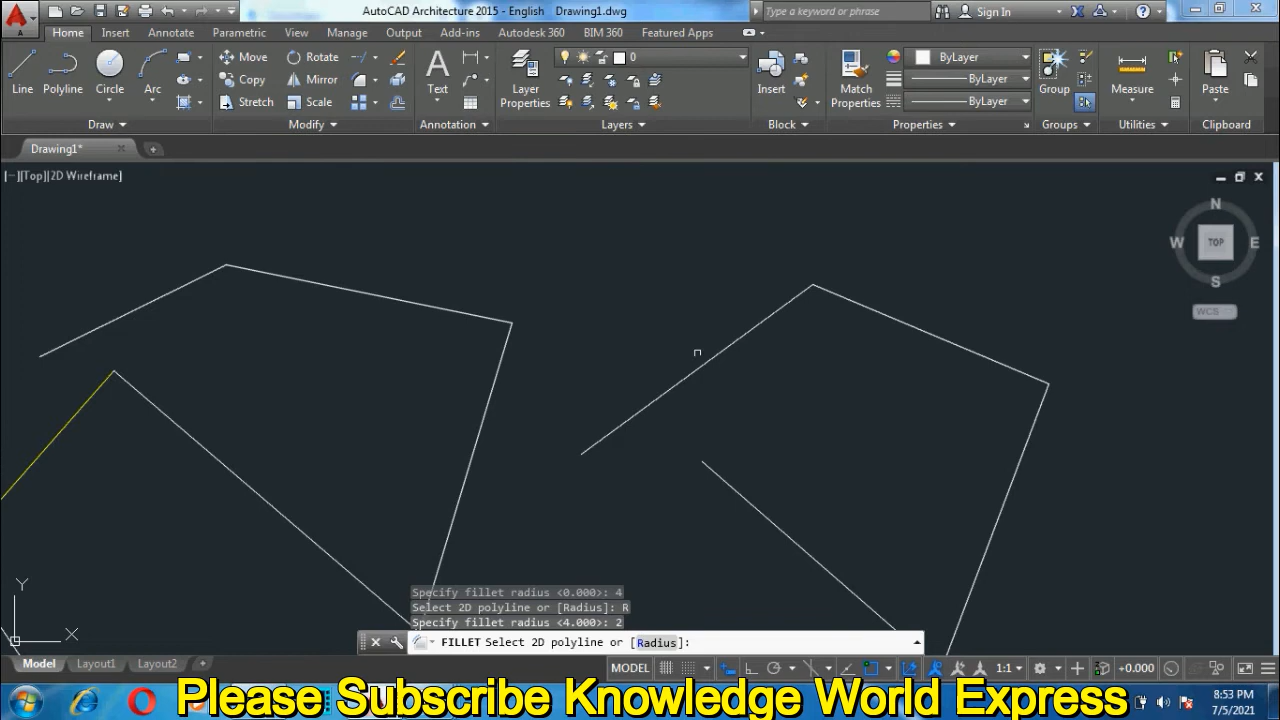 AutoCAD Architecture 2015 - English Drawing1.dwg
Type a keyword or phrase
Sign In
Home Insert Annotate Parametric View Manage Output Add-ins Autodesk 360 BIM 360 Featured Apps
Line Polyline Circle Arc
Move Rotate
Copy Mirror
Stretch Scale
Text
Layer Properties
0
Insert
Match Properties
ByLayer
ByLayer
ByLayer
Group
Measure
Paste
Draw Modify Annotation Layers Block Properties Groups Utilities Clipboard
Drawing1*
[−][Top][2D Wireframe]
N
W TOP E
S
WCS
Y
X
Specify fillet radius <0.000>: 4
Select 2D polyline or [Radius]: R
Specify fillet radius <4.000>: 2
FILLET Select 2D polyline or [Radius]:
Model Layout1 Layout2
MODEL 1:1 +0.000
Please Subscribe Knowledge World Express
8:53 PM
7/5/2021